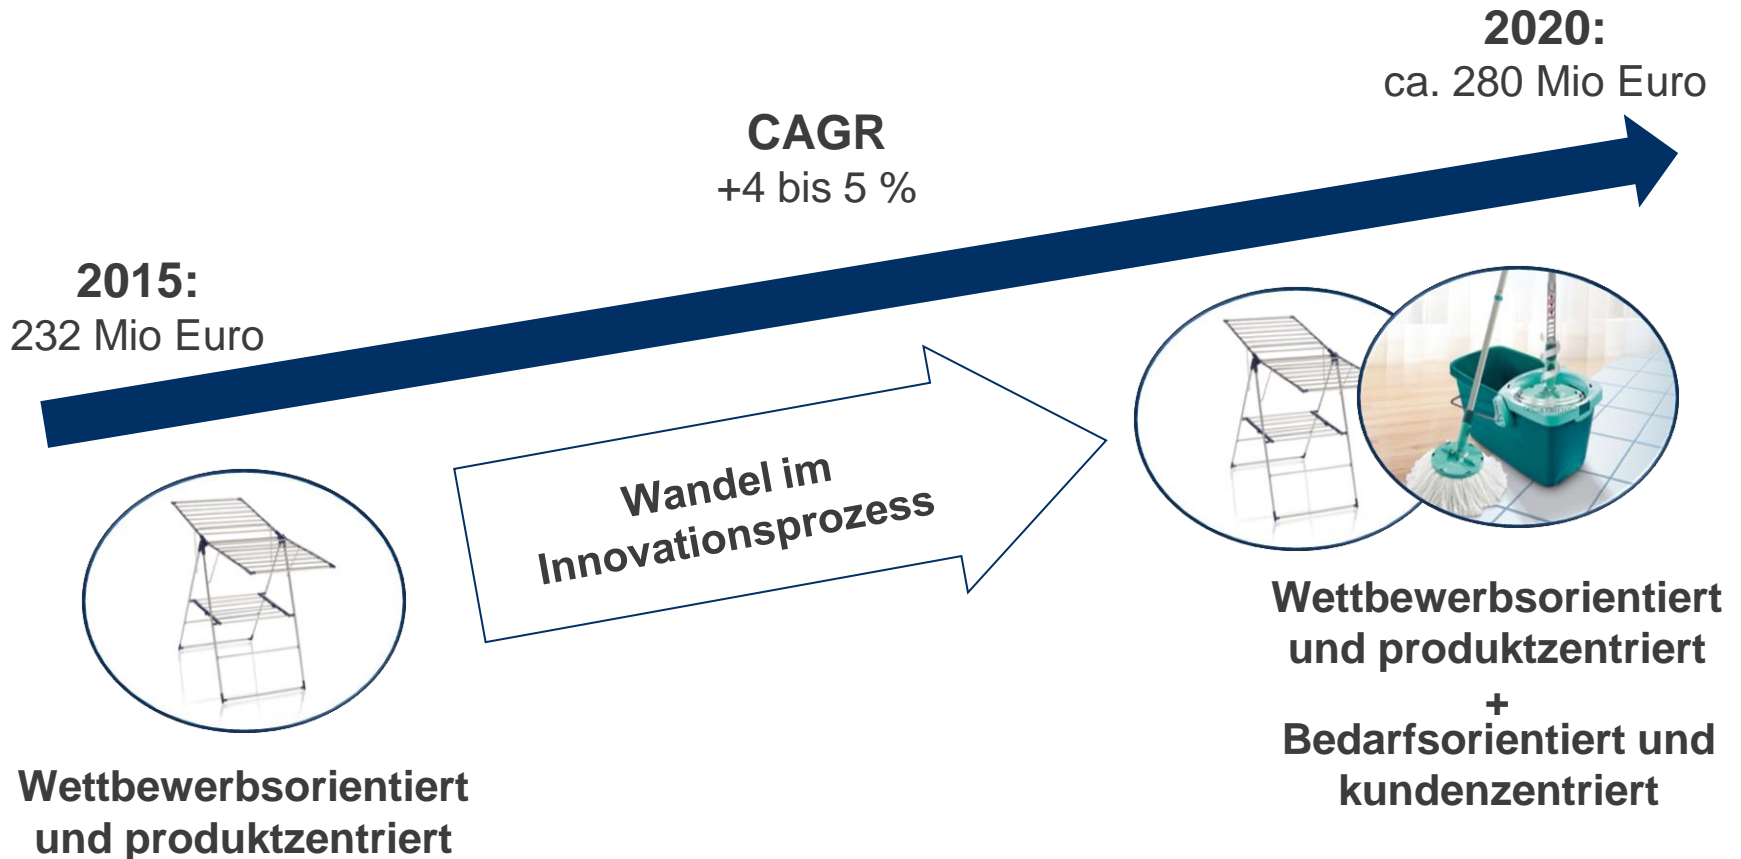 2020:
ca. 280 Mio Euro
CAGR
+4 bis 5 %
2015:
232 Mio Euro
Wandel im
Innovationsprozess
Wettbewerbsorientiert
und produktzentriert
Wettbewerbsorientiert
und produktzentriert
+
Bedarfsorientiert und
kundenzentriert